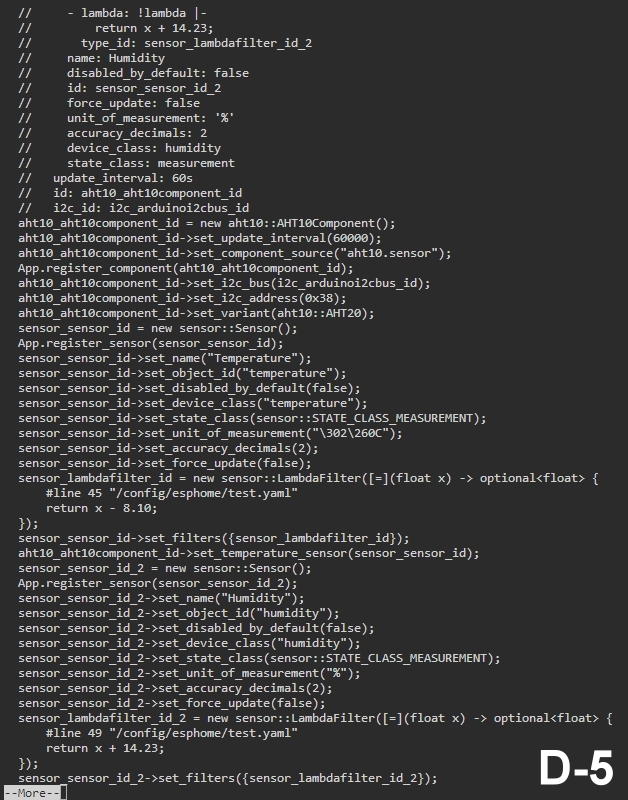 //     - lambda: !lambda |-
//         return x + 14.23;
//       type_id: sensor_lambdafilter_id_2
//     name: Humidity
//     disabled_by_default: false
//     id: sensor_sensor_id_2
//     force_update: false
//     unit_of_measurement: '%'
//     accuracy_decimals: 2
//     device_class: humidity
//     state_class: measurement
//   update_interval: 60s
//   id: aht10_aht10component_id
//   i2c_id: i2c_arduinoi2cbus_id
aht10_aht10component_id = new aht10::AHT10Component();
aht10_aht10component_id->set_update_interval(60000);
aht10_aht10component_id->set_component_source("aht10.sensor");
App.register_component(aht10_aht10component_id);
aht10_aht10component_id->set_i2c_bus(i2c_arduinoi2cbus_id);
aht10_aht10component_id->set_i2c_address(0x38);
aht10_aht10component_id->set_variant(aht10::AHT20);
sensor_sensor_id = new sensor::Sensor();
App.register_sensor(sensor_sensor_id);
sensor_sensor_id->set_name("Temperature");
sensor_sensor_id->set_object_id("temperature");
sensor_sensor_id->set_disabled_by_default(false);
sensor_sensor_id->set_device_class("temperature");
sensor_sensor_id->set_state_class(sensor::STATE_CLASS_MEASUREMENT);
sensor_sensor_id->set_unit_of_measurement("\302\260C");
sensor_sensor_id->set_accuracy_decimals(2);
sensor_sensor_id->set_force_update(false);
sensor_lambdafilter_id = new sensor::LambdaFilter([=](float x) -> optional<float> {
    #line 45 "/config/esphome/test.yaml"
    return x - 8.10;
});
sensor_sensor_id->set_filters({sensor_lambdafilter_id});
aht10_aht10component_id->set_temperature_sensor(sensor_sensor_id);
sensor_sensor_id_2 = new sensor::Sensor();
App.register_sensor(sensor_sensor_id_2);
sensor_sensor_id_2->set_name("Humidity");
sensor_sensor_id_2->set_object_id("humidity");
sensor_sensor_id_2->set_disabled_by_default(false);
sensor_sensor_id_2->set_device_class("humidity");
sensor_sensor_id_2->set_state_class(sensor::STATE_CLASS_MEASUREMENT);
sensor_sensor_id_2->set_unit_of_measurement("%");
sensor_sensor_id_2->set_accuracy_decimals(2);
sensor_sensor_id_2->set_force_update(false);
sensor_lambdafilter_id_2 = new sensor::LambdaFilter([=](float x) -> optional<float> {
    #line 49 "/config/esphome/test.yaml"
    return x + 14.23;
});
sensor_sensor_id_2->set_filters({sensor_lambdafilter_id_2});
--More--
D-5